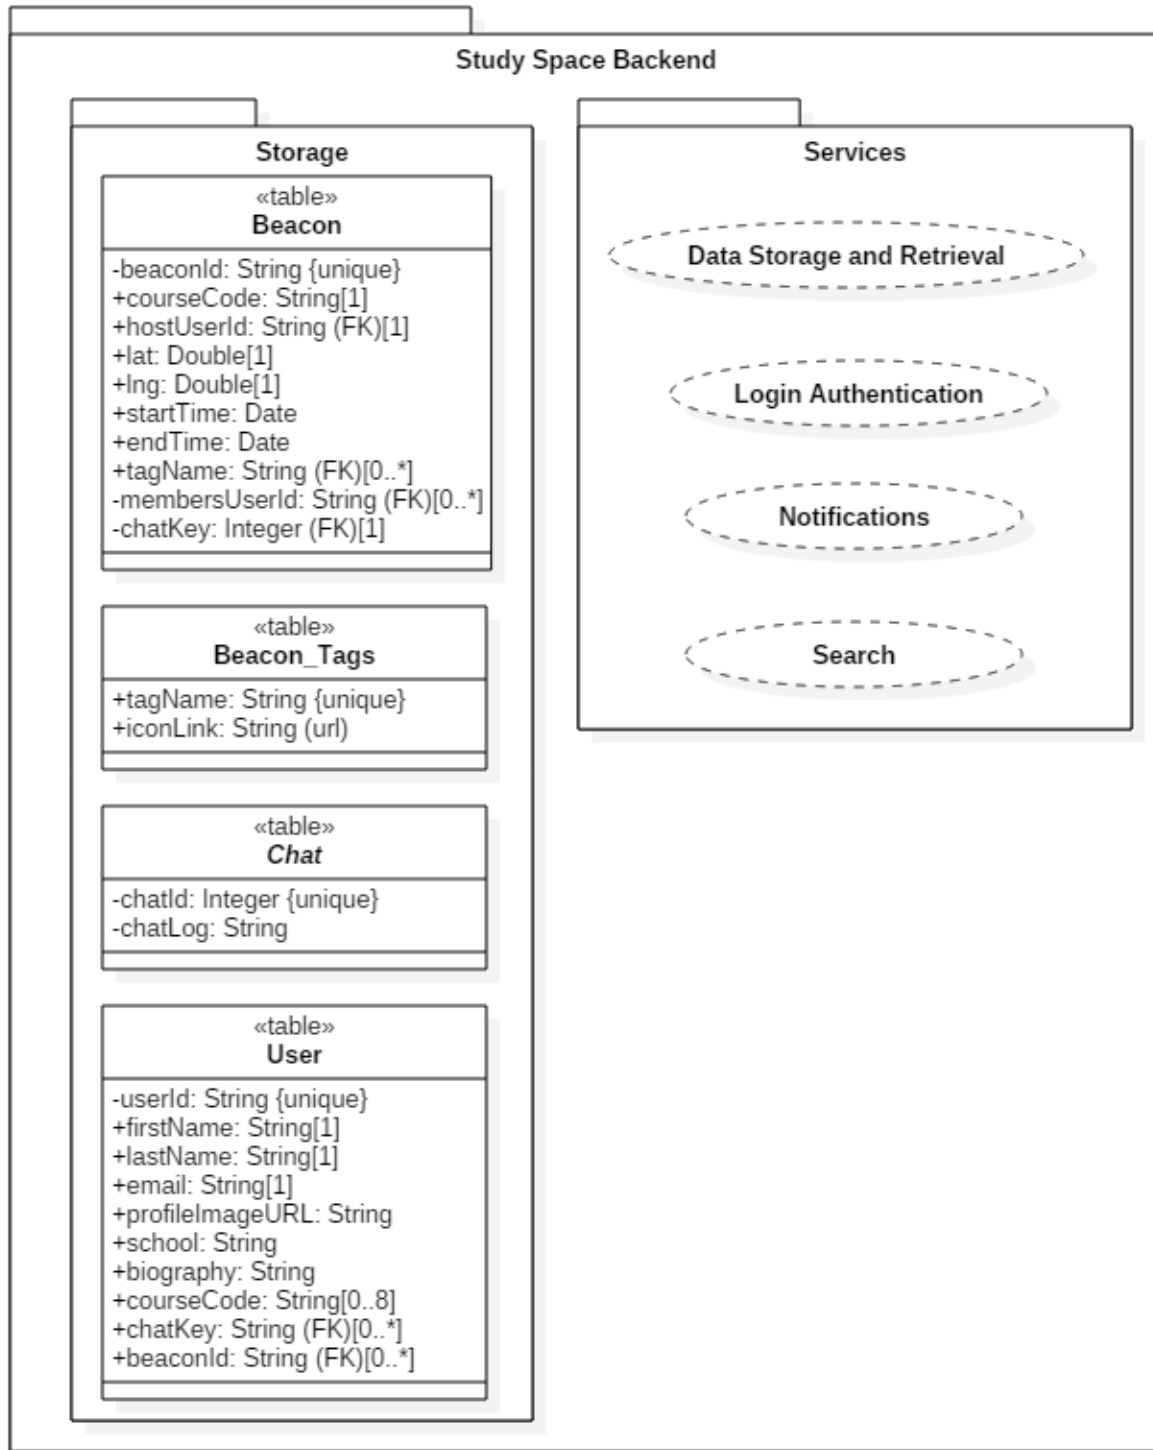 Study Space Backend
Storage
«table»
Beacon
-beaconId: String {unique}
+courseCode: String[1]
+hostUserId: String (FK)[1]
+lat: Double[1]
+lng: Double[1]
+startTime: Date
+endTime: Date
+tagName: String (FK)[0..*]
-membersUserId: String (FK)[0..*]
-chatKey: Integer (FK)[1]
«table»
Beacon_Tags
+tagName: String {unique}
+iconLink: String (url)
«table»
Chat
-chatId: Integer {unique}
-chatLog: String
«table»
User
-userId: String {unique}
+firstName: String[1]
+lastName: String[1]
+email: String[1]
+profileImageURL: String
+school: String
+biography: String
+courseCode: String[0..8]
+chatKey: String (FK)[0..*]
+beaconId: String (FK)[0..*]
Services
Data Storage and Retrieval
Login Authentication
Notifications
Search